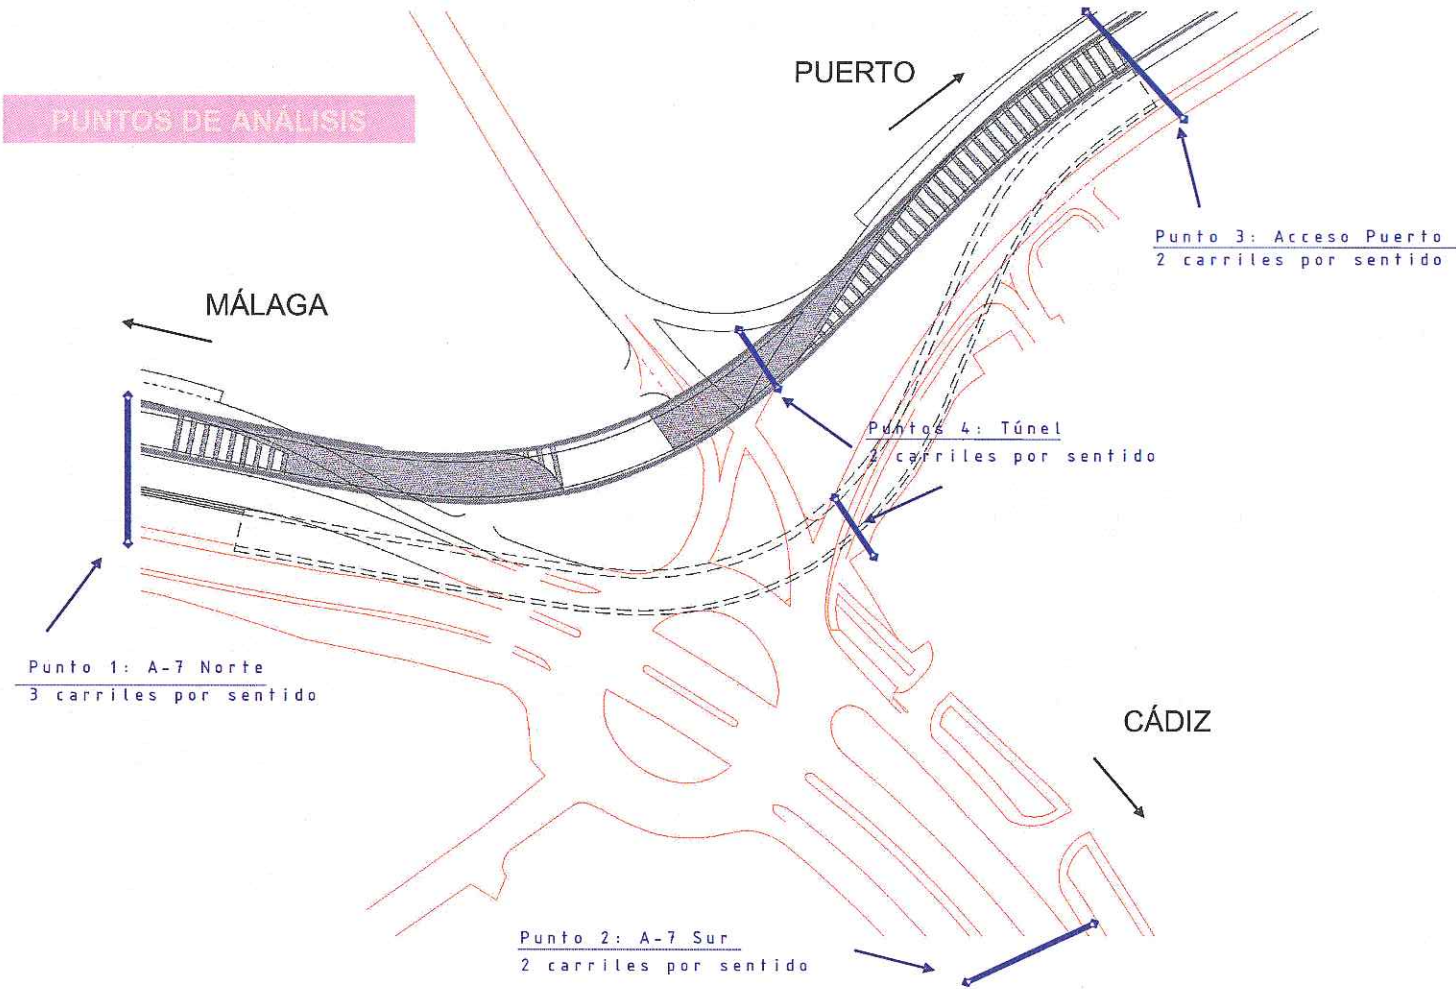 PUERTO
PUNTOS DE ANÁLISIS
Punto 3: Acceso Puerto
2 carriles por sentido
MÁLAGA
Puntos 4: Túnel
2 carriles por sentido
Punto 1: A-7 Norte
3 carriles por sentido
CÁDIZ
Punto 2: A-7 Sur
2 carriles por sentido